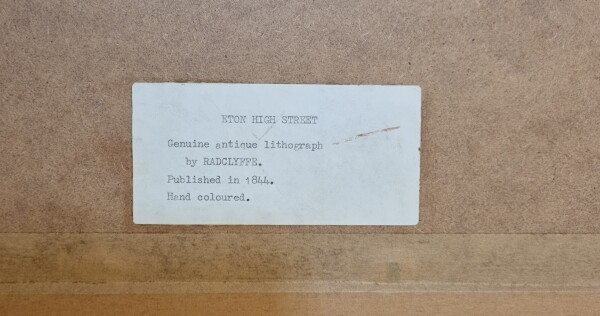 ETON HIGH STREET
Genuine antique lithograph
by RADCLYFFE.
Published in 1844.
Hand coloured.